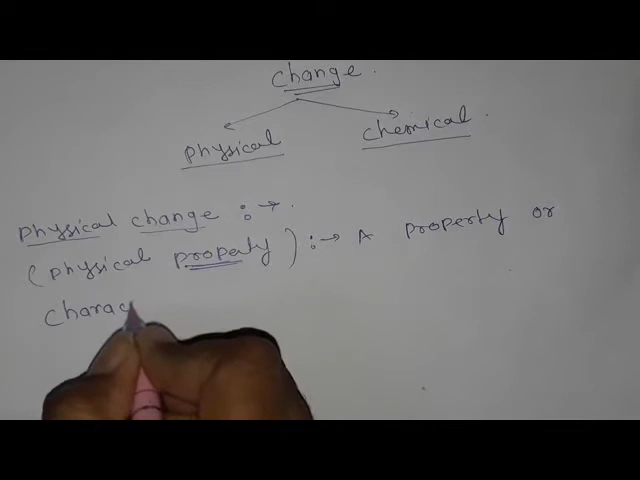 Change.
physical chemical.
physical change :→.
(physical property) :→ A property or
Charac